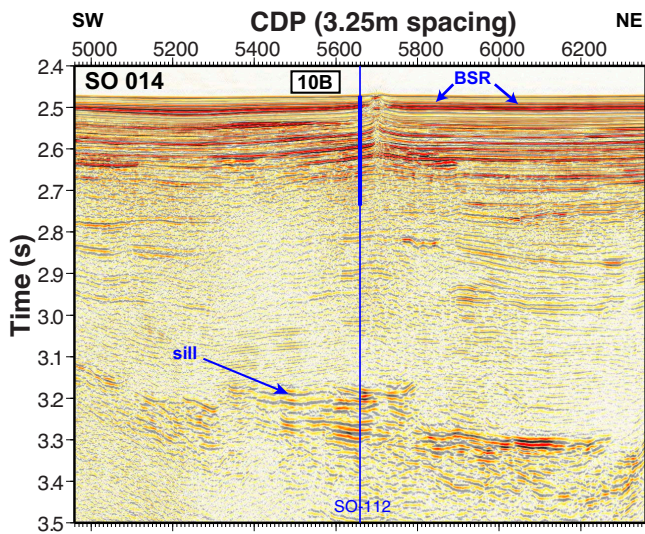 SW CDP (3.25m spacing) NE
5000 5200 5400 5600 5800 6000 6200
SO 014 10B BSR
Time (s)
2.4
2.5
2.6
2.7
2.8
2.9
3.0
3.1
3.2
3.3
3.4
3.5
sill
SO-112